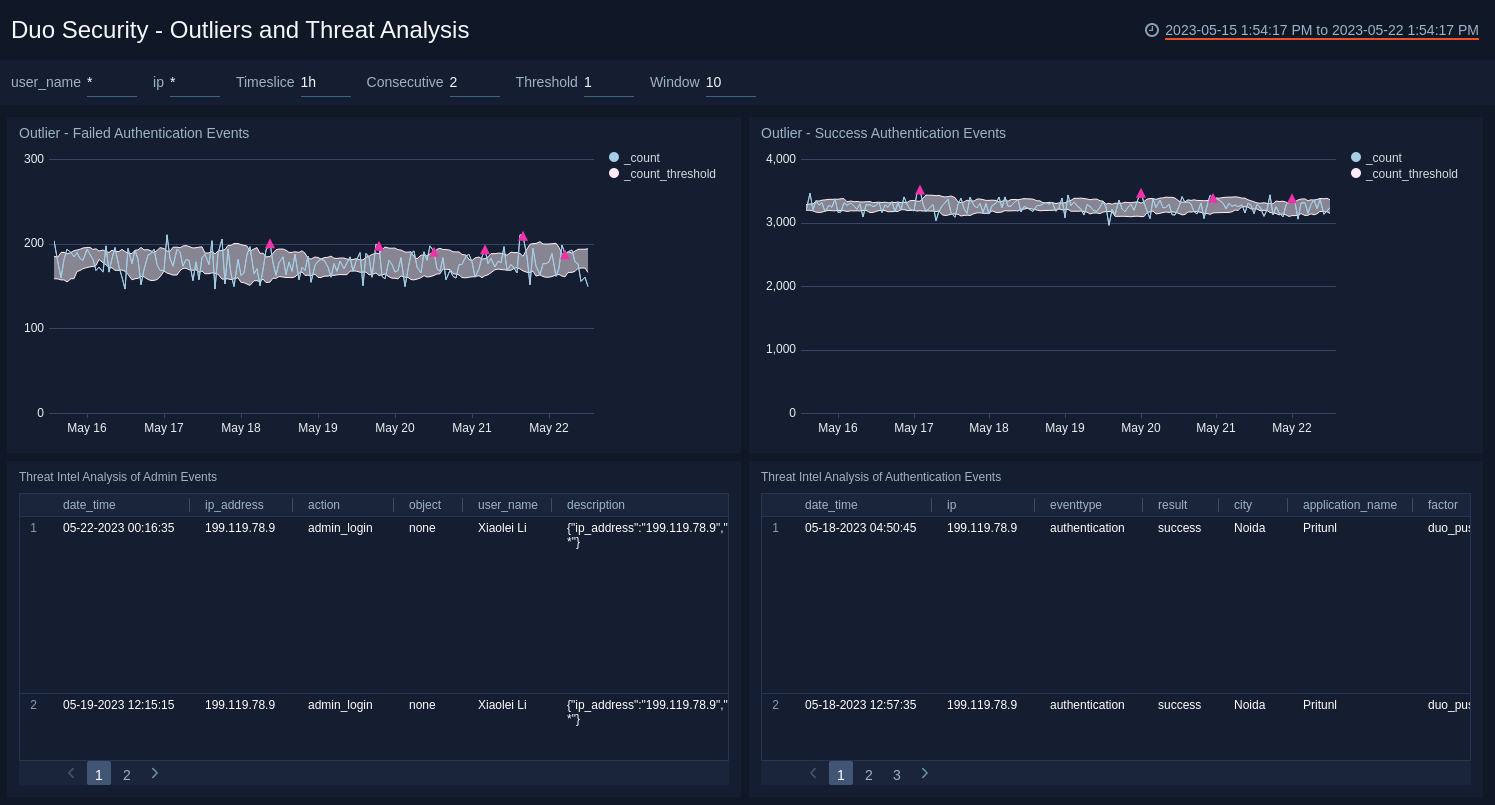 Duo Security - Outliers and Threat Analysis
2023-05-15 1:54:17 PM to 2023-05-22 1:54:17 PM
user_name * ip * Timeslice 1h Consecutive 2 Threshold 1 Window 10
Outlier - Failed Authentication Events
300
200
100
0
May 16 May 17 May 18 May 19 May 20 May 21 May 22
_count
_count_threshold
Outlier - Success Authentication Events
4,000
3,000
2,000
1,000
0
May 16 May 17 May 18 May 19 May 20 May 21 May 22
_count
_count_threshold
Threat Intel Analysis of Admin Events
date_time ip_address action object user_name description
1 05-22-2023 00:16:35 199.119.78.9 admin_login none Xiaolei Li {"ip_address":"199.119.78.9","
*"}
2 05-19-2023 12:15:15 199.119.78.9 admin_login none Xiaolei Li {"ip_address":"199.119.78.9","
*"}
1 2
Threat Intel Analysis of Authentication Events
date_time ip eventtype result city application_name factor
1 05-18-2023 04:50:45 199.119.78.9 authentication success Noida Pritunl duo_pus
2 05-18-2023 12:57:35 199.119.78.9 authentication success Noida Pritunl duo_pus
1 2 3